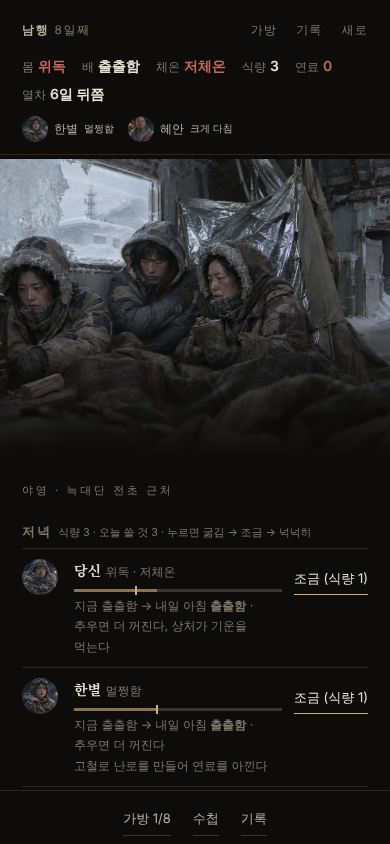 남행 8일째 가방 기록 새로
몸 위독 배 출출함 체온 저체온 식량 3 연료 0
열차 6일 뒤쯤
한별 멀쩡함 혜안 크게 다침
야영 · 늑대단 전초 근처
저녁 식량 3 · 오늘 쓸 것 3 · 누르면 굶김 → 조금 → 넉넉히
당신 위독 · 저체온 조금 (식량 1)
지금 출출함 → 내일 아침 출출함 ·
추우면 더 꺼진다, 상처가 기운을
먹는다
한별 멀쩡함 조금 (식량 1)
지금 출출함 → 내일 아침 출출함 ·
추우면 더 꺼진다
고철로 난로를 만들어 연료를 아낀다
가방 1/8 수첩 기록